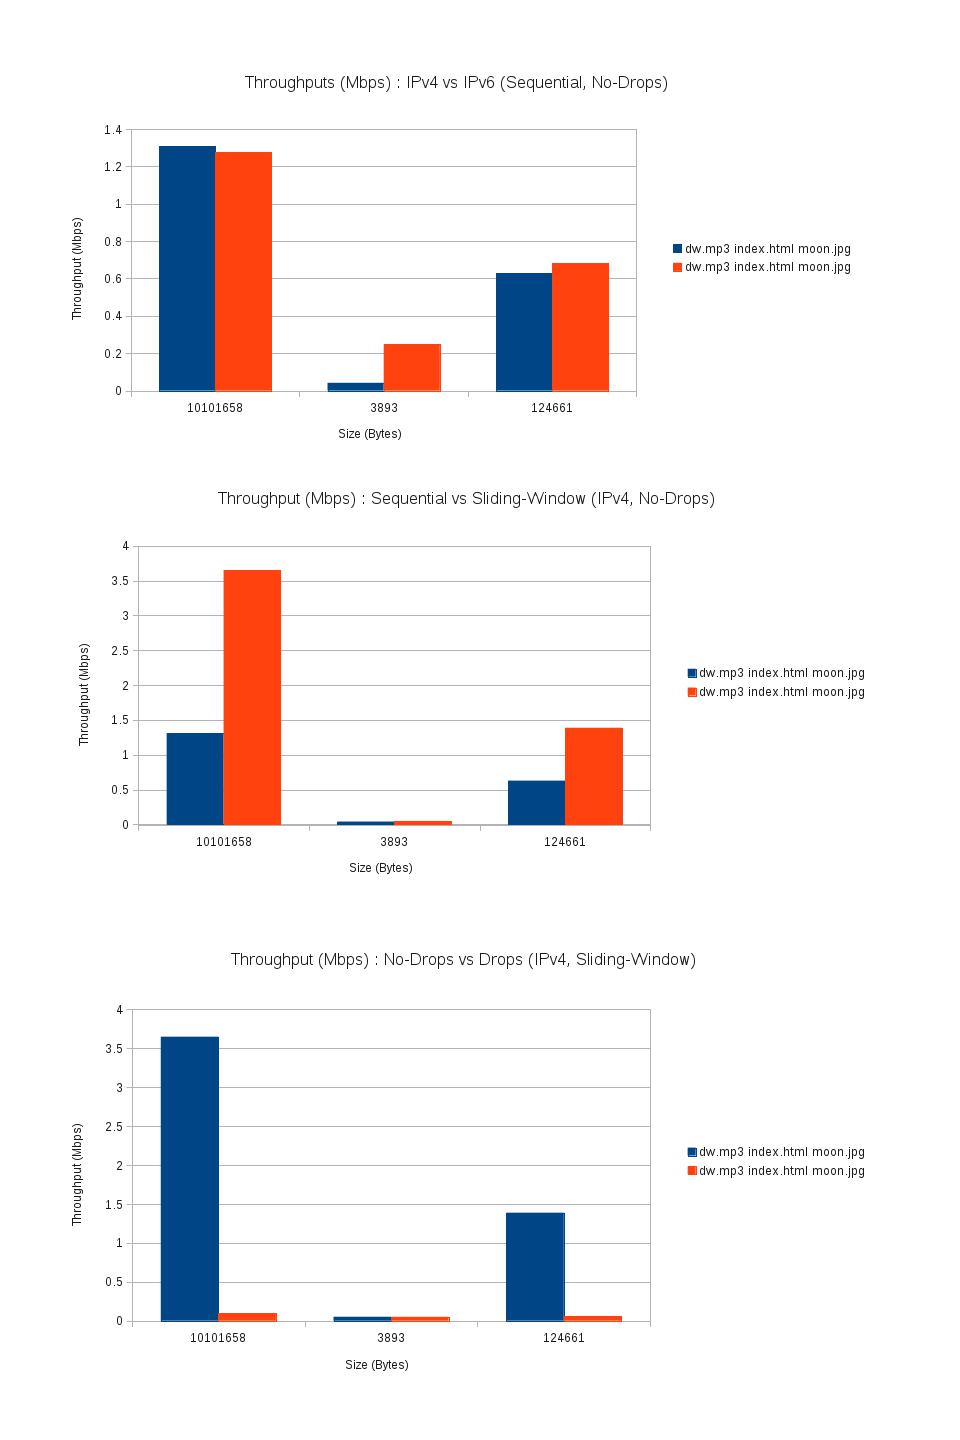 Throughputs (Mbps) : IPv4 vs IPv6 (Sequential, No-Drops)
1.4
1.2
1
0.8
0.6
0.4
0.2
0
Throughput (Mbps)
10101658
3893
124661
Size (Bytes)
dw.mp3 index.html moon.jpg
dw.mp3 index.html moon.jpg
Throughput (Mbps) : Sequential vs Sliding-Window (IPv4, No-Drops)
4
3.5
3
2.5
2
1.5
1
0.5
0
Throughput (Mbps)
10101658
3893
124661
Size (Bytes)
dw.mp3 index.html moon.jpg
dw.mp3 index.html moon.jpg
Throughput (Mbps) : No-Drops vs Drops (IPv4, Sliding-Window)
4
3.5
3
2.5
2
1.5
1
0.5
0
Throughput (Mbps)
10101658
3893
124661
Size (Bytes)
dw.mp3 index.html moon.jpg
dw.mp3 index.html moon.jpg